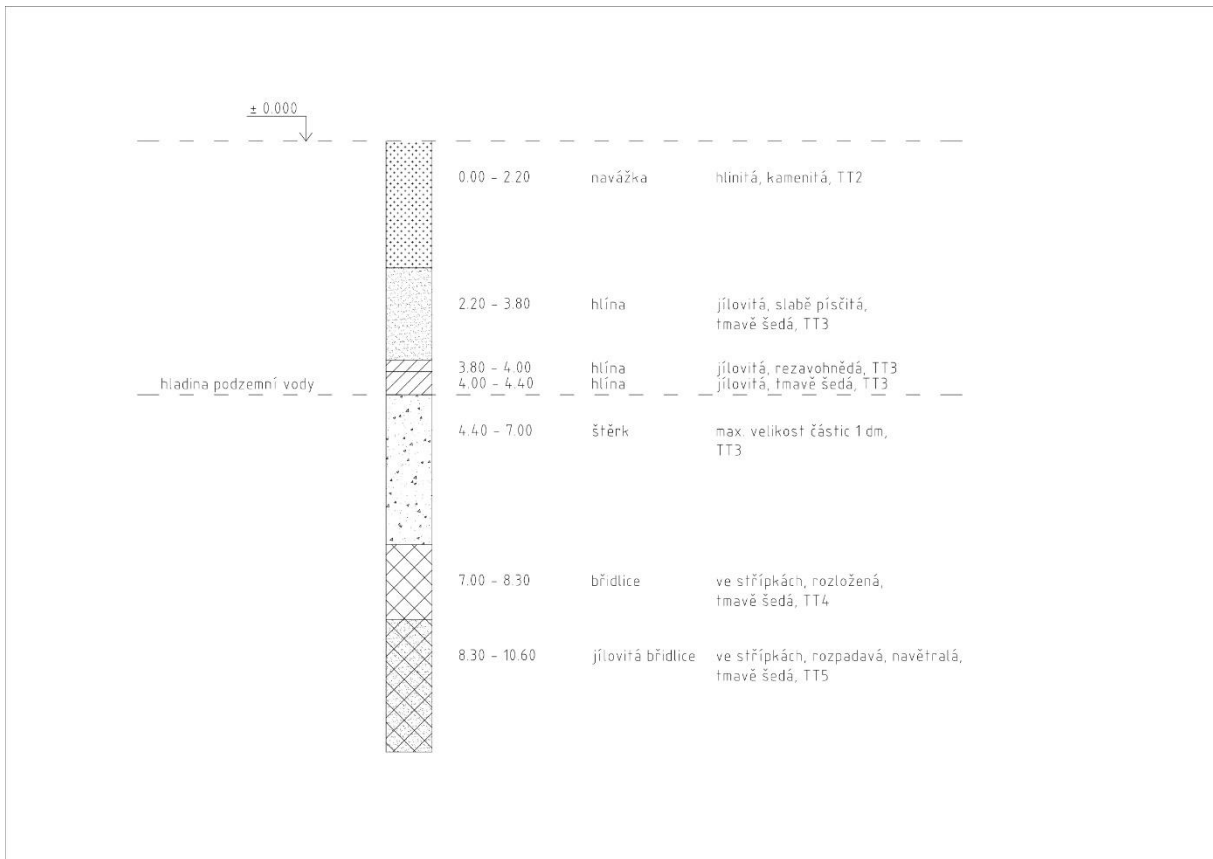 ± 0.000
0.00 - 2.20 navážka hlinitá, kamenitá, TT2
2.20 - 3.80 hlína jílovitá, slabě písčitá,
tmavě šedá, TT3
3.80 - 4.00 hlína jílovitá, rezavohnědá, TT3
hladina podzemní vody 4.00 - 4.40 hlína jílovitá, tmavě šedá, TT3
4.40 - 7.00 štěrk max. velikost částic 1 dm,
TT3
7.00 - 8.30 břidlice ve střípkách, rozložená,
tmavě šedá, TT4
8.30 - 10.60 jílovitá břidlice ve střípkách, rozpadavá, navětralá,
tmavě šedá, TT5